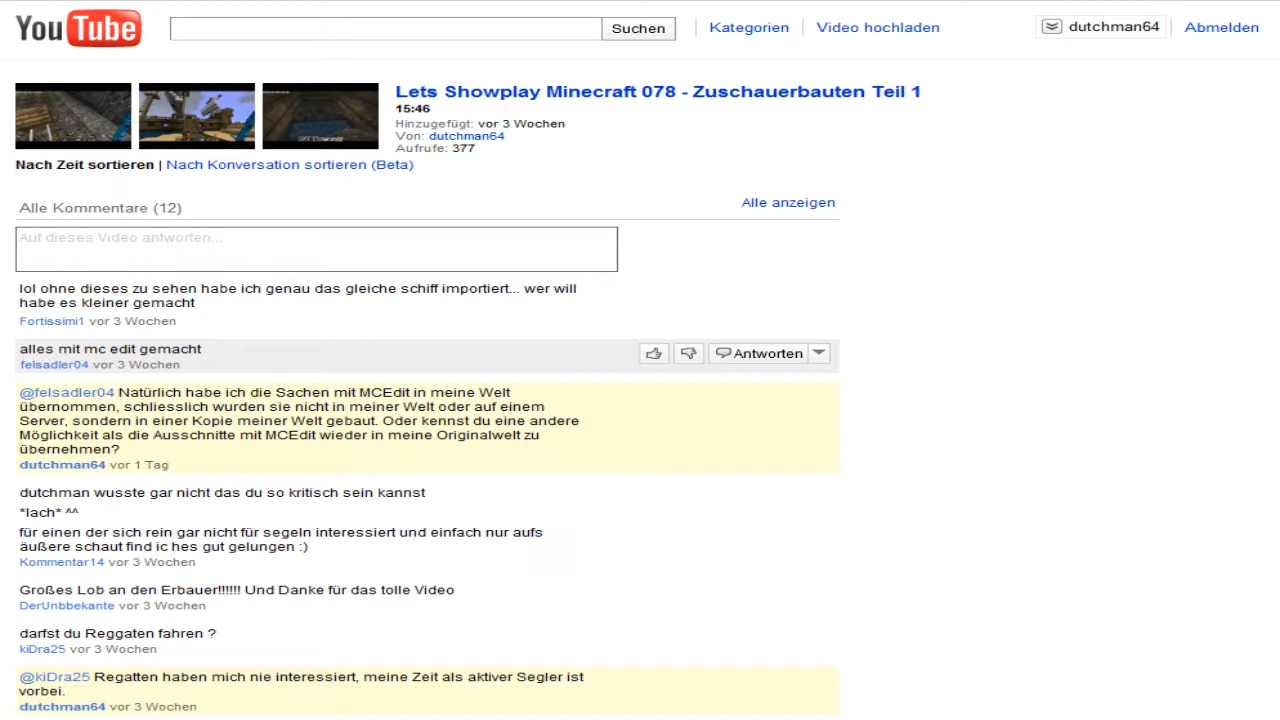 YouTube
Suchen
Kategorien
Video hochladen
dutchman64
Abmelden
Lets Showplay Minecraft 078 - Zuschauerbauten Teil 1
15:46
Hinzugefügt: vor 3 Wochen
Von: dutchman64
Aufrufe: 377
Nach Zeit sortieren | Nach Konversation sortieren (Beta)
Alle Kommentare (12)
Alle anzeigen
Auf dieses Video antworten...
lol ohne dieses zu sehen habe ich genau das gleiche schiff importiert... wer will
habe es kleiner gemacht
Fortissimi1 vor 3 Wochen
alles mit mc edit gemacht
felsadler04 vor 3 Wochen
Antworten
@felsadler04 Natürlich habe ich die Sachen mit MCEdit in meine Welt
übernommen, schliesslich wurden sie nicht in meiner Welt oder auf einem
Server, sondern in einer Kopie meiner Welt gebaut. Oder kennst du eine andere
Möglichkeit als die Ausschnitte mit MCEdit wieder in meine Originalwelt zu
übernehmen?
dutchman64 vor 1 Tag
dutchman wusste gar nicht das du so kritisch sein kannst
*lach* ^^
für einen der sich rein gar nicht für segeln interessiert und einfach nur aufs
äußere schaut find ic hes gut gelungen :)
Kommentar14 vor 3 Wochen
Großes Lob an den Erbauer!!!!!! Und Danke für das tolle Video
DerUnbbekante vor 3 Wochen
darfst du Reggaten fahren ?
kiDra25 vor 3 Wochen
@kiDra25 Regatten haben mich nie interessiert, meine Zeit als aktiver Segler ist
vorbei.
dutchman64 vor 3 Wochen